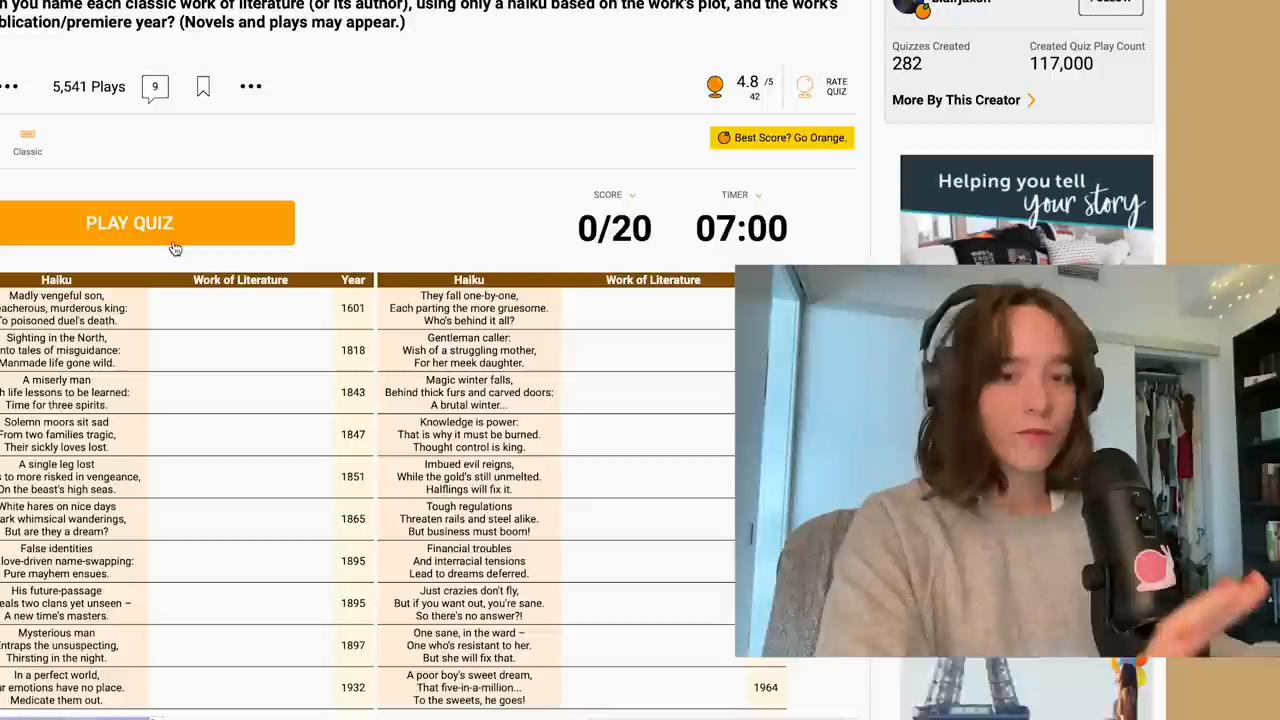 n you name each classic work of literature (or its author), using only a haiku based on the work's plot, and the work's
blication/premiere year? (Novels and plays may appear.)
5,541 Plays
9
4.8 /5
42
RATE
QUIZ
Classic
Best Score? Go Orange.
PLAY QUIZ
SCORE
0/20
TIMER
07:00
Quizzes Created
282
Created Quiz Play Count
117,000
More By This Creator
FOLLOW
Helping you tell
your story
Haiku Work of Literature Year
Madly vengeful son,
eacherous, murderous king:
To poisoned duel's death.
1601
Sighting in the North,
nto tales of misguidance:
Manmade life gone wild.
1818
A miserly man
h life lessons to be learned:
Time for three spirits.
1843
Solemn moors sit sad
From two families tragic,
Their sickly loves lost.
1847
A single leg lost
s to more risked in vengeance,
On the beast's high seas.
1851
White hares on nice days
ark whimsical wanderings,
But are they a dream?
1865
False identities
love-driven name-swapping:
Pure mayhem ensues.
1895
His future-passage
eals two clans yet unseen –
A new time's masters.
1895
Mysterious man
Entraps the unsuspecting,
Thirsting in the night.
1897
In a perfect world,
ur emotions have no place.
Medicate them out.
1932
Haiku Work of Literature
They fall one-by-one,
Each parting the more gruesome.
Who's behind it all?
Gentleman caller:
Wish of a struggling mother,
For her meek daughter.
Magic winter falls,
Behind thick furs and carved doors:
A brutal winter...
Knowledge is power:
That is why it must be burned.
Thought control is king.
Imbued evil reigns,
While the gold's still unmelted.
Halflings will fix it.
Tough regulations
Threaten rails and steel alike.
But business must boom!
Financial troubles
And interracial tensions
Lead to dreams deferred.
Just crazies don't fly,
But if you want out, you're sane.
So there's no answer?!
One sane, in the ward –
One who's resistant to her.
But she will fix that.
A poor boy's sweet dream,
That five-in-a-million...
To the sweets, he goes!
1964